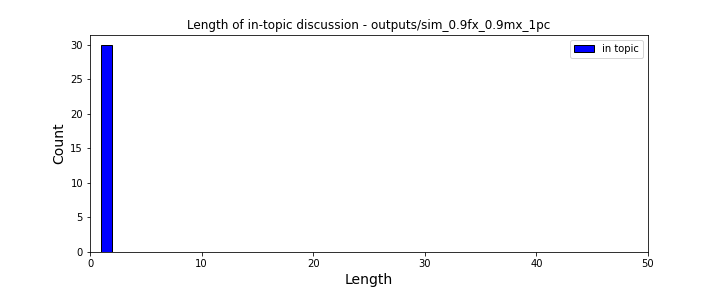 Length of in-topic discussion - outputs/sim_0.9fx_0.9mx_1pc
in topic
Count
30
25
20
15
10
5
0
0 10 20 30 40 50
Length